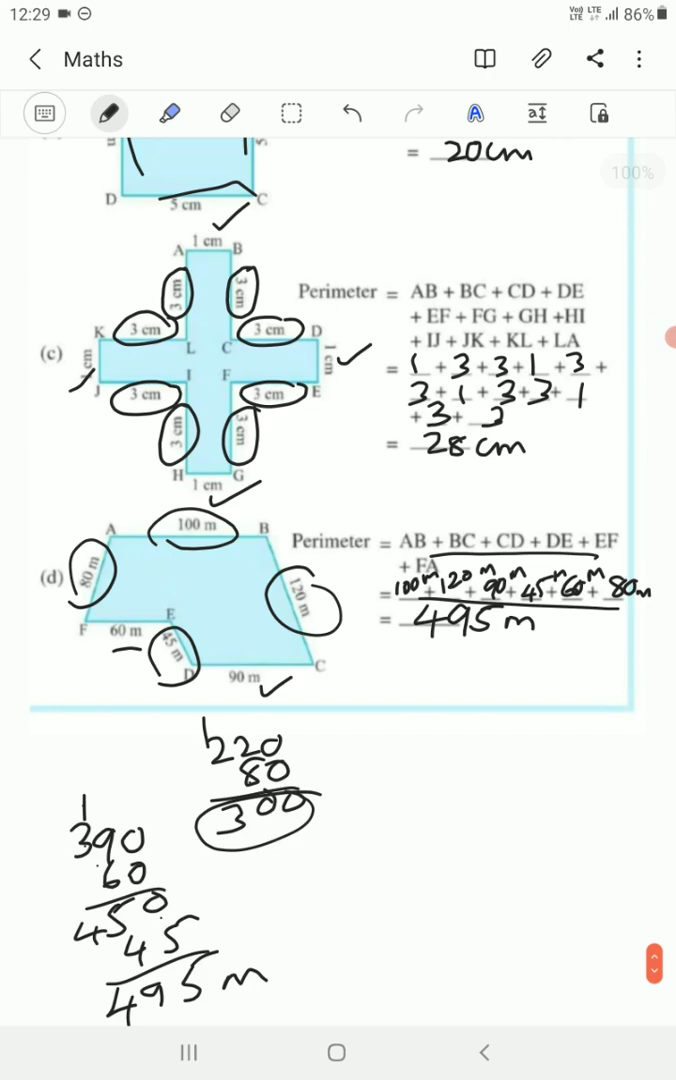 12:29 Vo) LTE LTE 86%
Maths
= 20cm
100%
D 5 cm C
1 cm
A B
3 cm 3 cm
K 3 cm 3 cm D
Perimeter = AB + BC + CD + DE
+ EF + FG + GH +HI
+ IJ + JK + KL + LA
(c) cm L C 1 cm
= 1 +3+3+1+3+
J I F E
3 cm 3 cm
3+1+3+3+1
+3+ 3
3 cm 3 cm
= 28 cm
H G
1 cm
A 100 m B
Perimeter = AB + BC + CD + DE + EF
+ FA
(d) 80 m 120 m
= 100m+120m+90m+45m+60m+80m
F 60 m E
= 495 m
45 m
D 90 m C
1
220
80
300
1
390
60
450
45
495 m